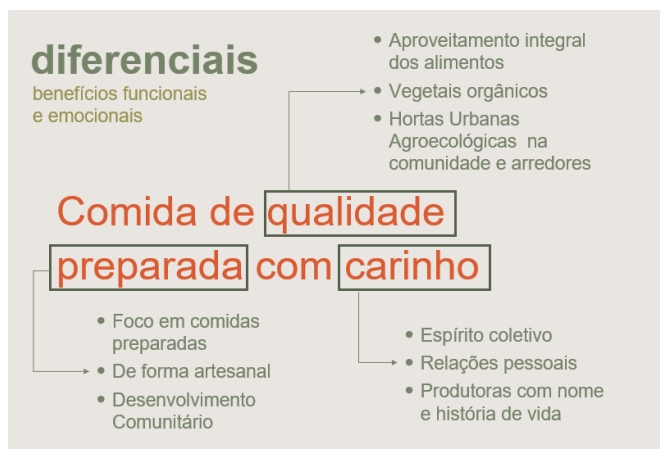 diferenciais
benefícios funcionais
e emocionais
• Aproveitamento integral
dos alimentos
• Vegetais orgânicos
• Hortas Urbanas
Agroecológicas na
comunidade e arredores
Comida de qualidade
preparada com carinho
• Foco em comidas
preparadas
• De forma artesanal
• Desenvolvimento
Comunitário
• Espírito coletivo
• Relações pessoais
• Produtoras com nome
e história de vida